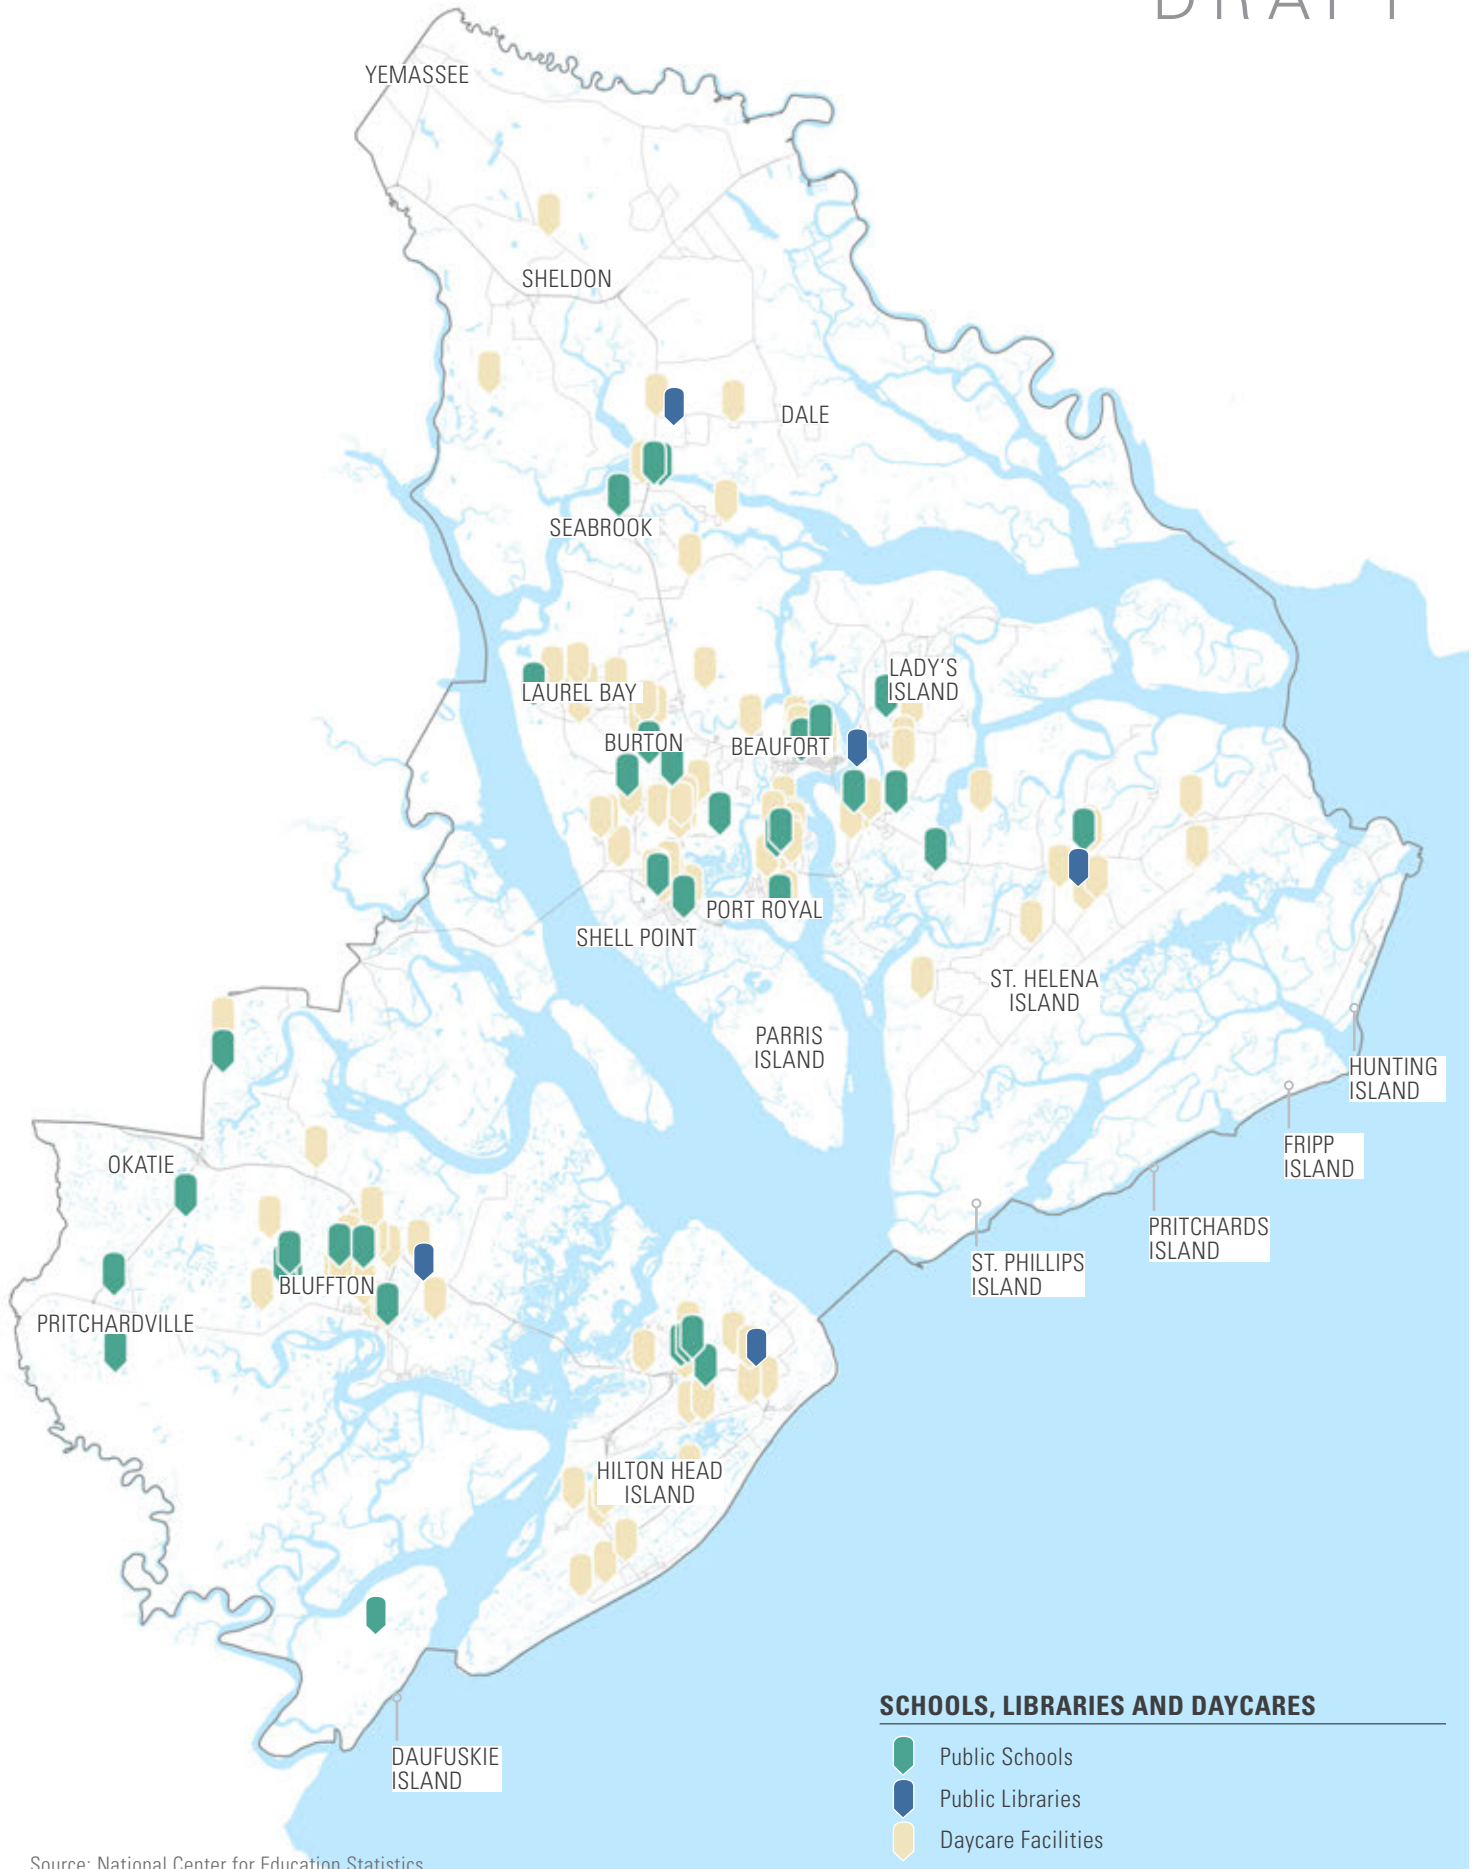 DRAFT
YEMASSEE
SHELDON
DALE
SEABROOK
LADY'S
ISLAND
LAUREL BAY
BURTON
BEAUFORT
PORT ROYAL
SHELL POINT
ST. HELENA
ISLAND
PARRIS
ISLAND
HUNTING
ISLAND
FRIPP
ISLAND
OKATIE
PRITCHARDS
ISLAND
ST. PHILLIPS
ISLAND
BLUFFTON
PRITCHARDVILLE
HILTON HEAD
ISLAND
DAUFUSKIE
ISLAND
SCHOOLS, LIBRARIES AND DAYCARES
Public Schools
Public Libraries
Daycare Facilities
Source: National Center for Education Statistics